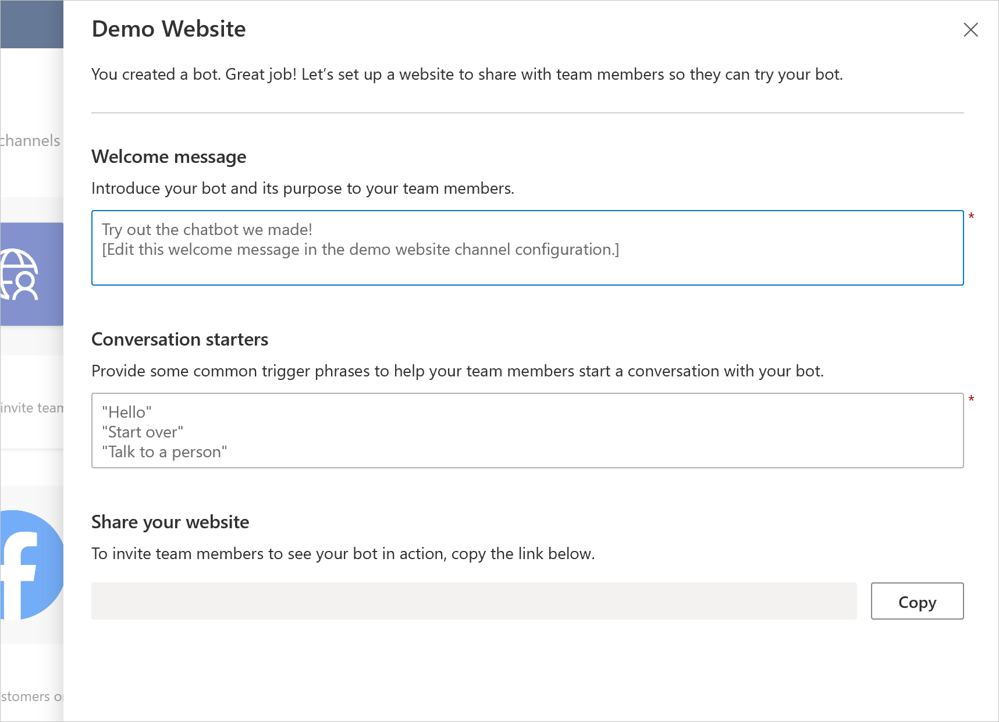 Demo Website
You created a bot. Great job! Let’s set up a website to share with team members so they can try your bot.
channels
Welcome message
Introduce your bot and its purpose to your team members.
Try out the chatbot we made!
[Edit this welcome message in the demo website channel configuration.]
*
Conversation starters
Provide some common trigger phrases to help your team members start a conversation with your bot.
"Hello"
"Start over"
"Talk to a person"
*
invite team
Share your website
To invite team members to see your bot in action, copy the link below.
Copy
stomers o